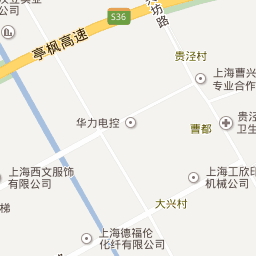 S36
亭枫高速
坊路
贵泾村
上海曹兴
专业合作
华力电控
曹都
贵泾
卫生
上海西文服饰
有限公司
上海工欣印
机械公司
大兴村
梯
上海德福伦
化纤有限公司